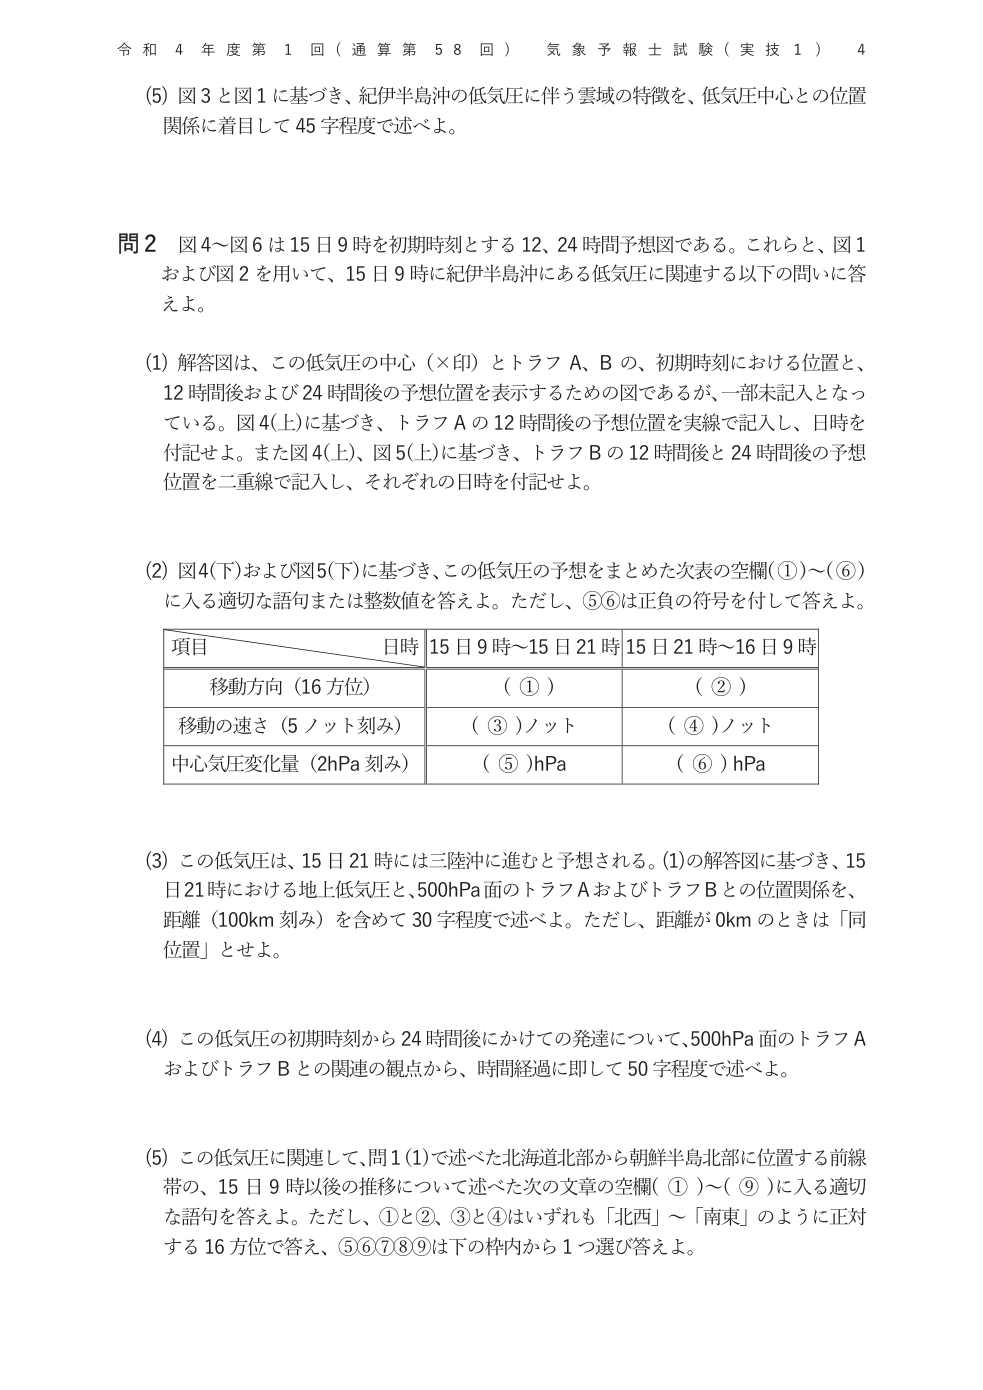 令和4年度第1回(通算第58回) 気象予報士試験(実技1) 4
(5) 図3と図1に基づき、紀伊半島沖の低気圧に伴う雲域の特徴を、低気圧中心との位置
関係に着目して45字程度で述べよ。
問2 図4～図6は15日9時を初期時刻とする12、24時間予想図である。これらと、図1
および図2を用いて、15日9時に紀伊半島沖にある低気圧に関連する以下の問いに答
えよ。
(1) 解答図は、この低気圧の中心（×印）とトラフA、Bの、初期時刻における位置と、
12時間後および24時間後の予想位置を表示するための図であるが、一部未記入となっ
ている。図4(上)に基づき、トラフAの12時間後の予想位置を実線で記入し、日時を
付記せよ。また図4(上)、図5(上)に基づき、トラフBの12時間後と24時間後の予想
位置を二重線で記入し、それぞれの日時を付記せよ。
(2) 図4(下)および図5(下)に基づき、この低気圧の予想をまとめた次表の空欄(①)～(⑥)
に入る適切な語句または整数値を答えよ。ただし、⑤⑥は正負の符号を付して答えよ。
項目 日時 15日9時～15日21時 15日21時～16日9時
移動方向（16方位） ( ① ) ( ② )
移動の速さ（5ノット刻み） ( ③ )ノット ( ④ )ノット
中心気圧変化量（2hPa刻み） ( ⑤ )hPa ( ⑥ ) hPa
(3) この低気圧は、15日21時には三陸沖に進むと予想される。(1)の解答図に基づき、15
日21時における地上低気圧と、500hPa面のトラフAおよびトラフBとの位置関係を、
距離（100km刻み）を含めて30字程度で述べよ。ただし、距離が0kmのときは「同
位置」とせよ。
(4) この低気圧の初期時刻から24時間後にかけての発達について、500hPa面のトラフA
およびトラフBとの関連の観点から、時間経過に即して50字程度で述べよ。
(5) この低気圧に関連して、問1(1)で述べた北海道北部から朝鮮半島北部に位置する前線
帯の、15日9時以後の推移について述べた次の文章の空欄( ① )～( ⑨ )に入る適切
な語句を答えよ。ただし、①と②、③と④はいずれも「北西」～「南東」のように正対
する16方位で答え、⑤⑥⑦⑧⑨は下の枠内から1つ選び答えよ。